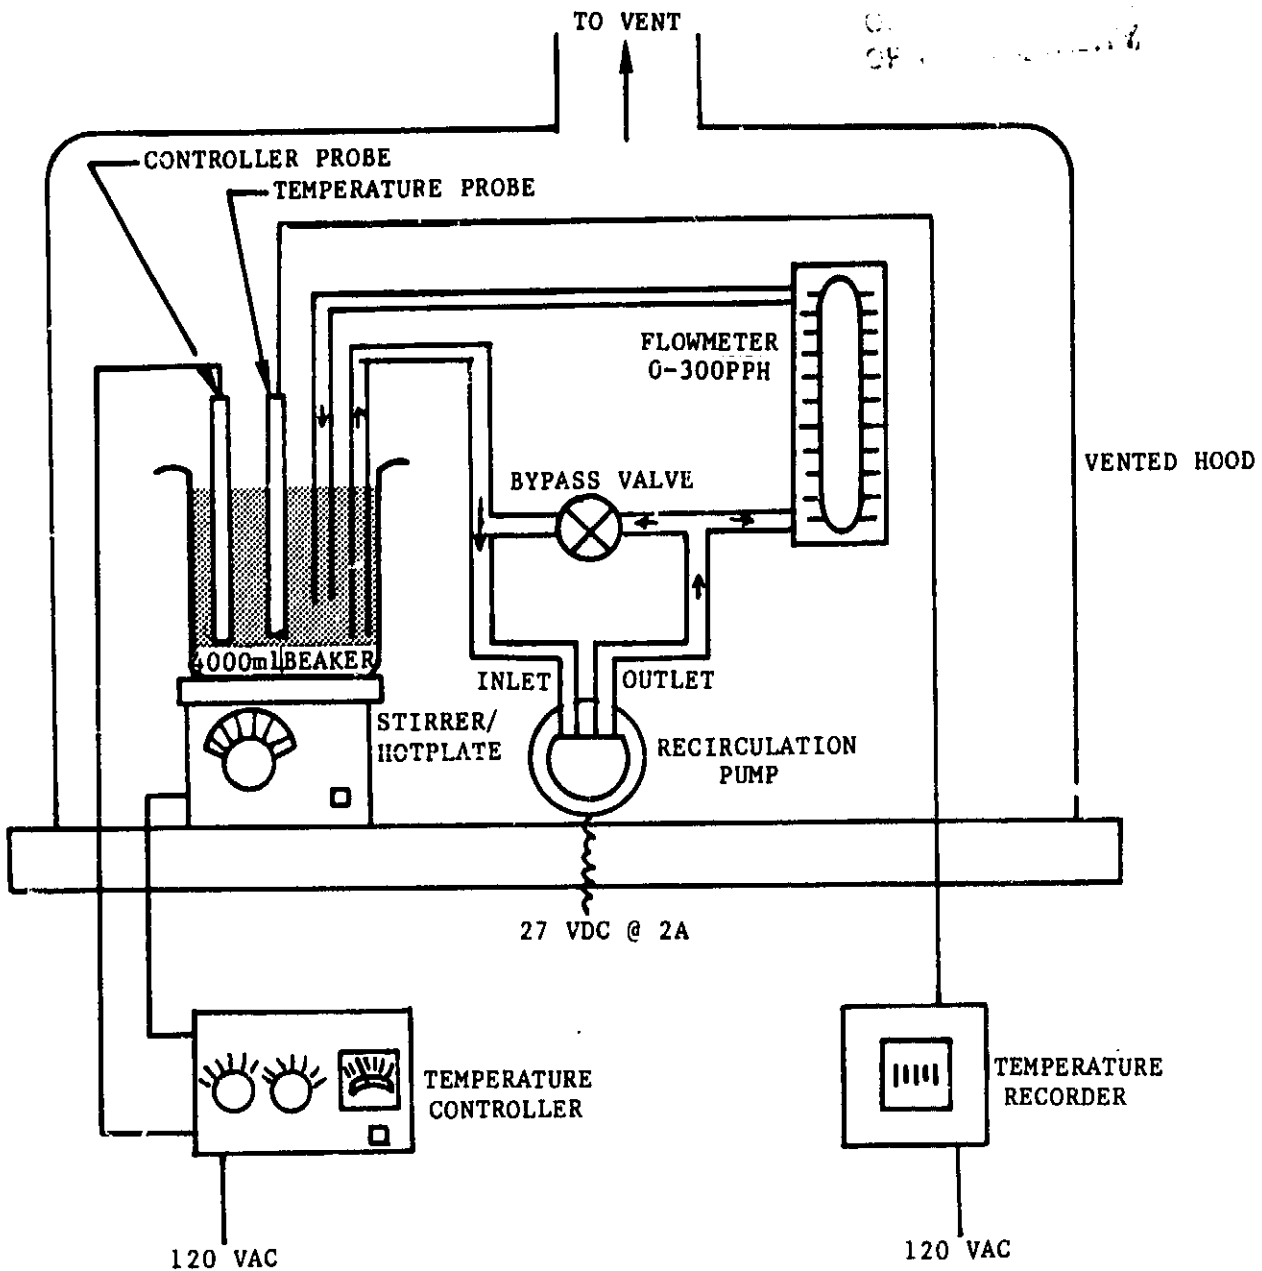 TO VENT
CONTROLLER PROBE
TEMPERATURE PROBE
FLOWMETER
0-300PPH
VENTED HOOD
BYPASS VALVE
4000ml BEAKER
INLET
OUTLET
STIRRER/
HOTPLATE
RECIRCULATION
PUMP
27 VDC @ 2A
TEMPERATURE
CONTROLLER
TEMPERATURE
RECORDER
120 VAC
120 VAC